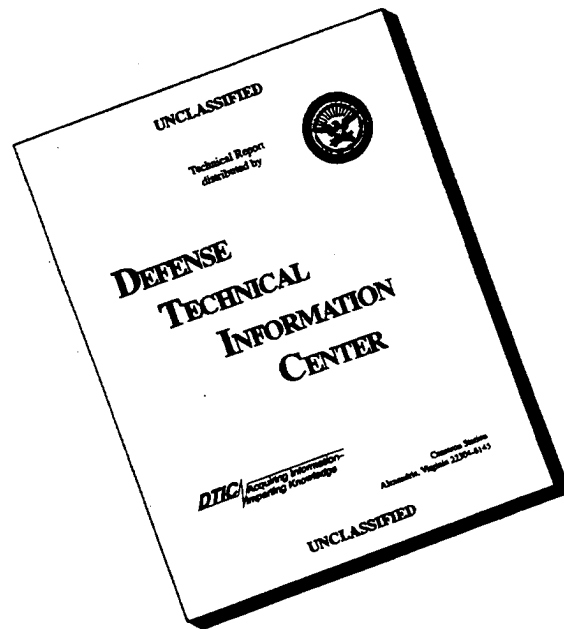 UNCLASSIFIED
Technical Report
distributed by
DEFENSE
TECHNICAL
INFORMATION
CENTER
DTIC Acquiring Information-
Imparting Knowledge
Cameron Station
Alexandria, Virginia 22304-6145
UNCLASSIFIED